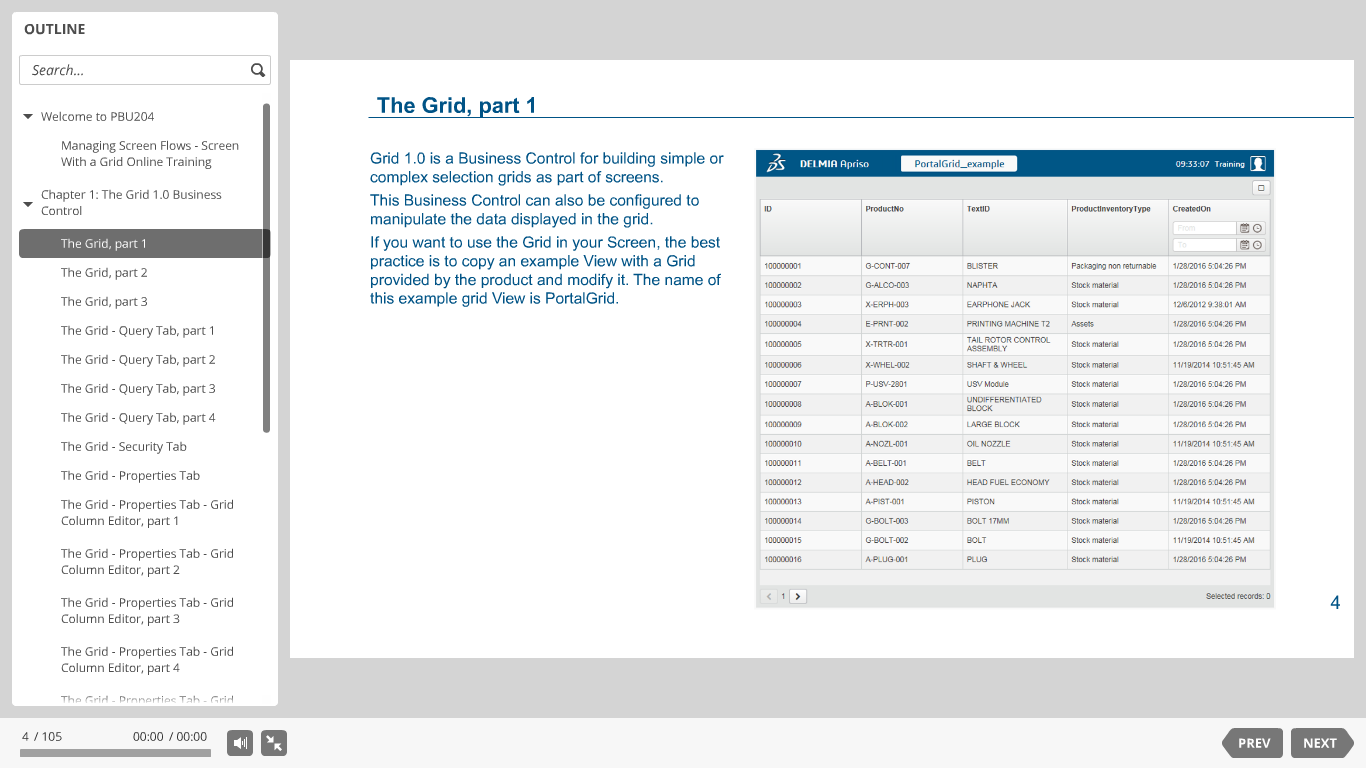 OUTLINE
Search...
Welcome to PBU204
Managing Screen Flows - Screen
With a Grid Online Training
Chapter 1: The Grid 1.0 Business
Control
The Grid, part 1
The Grid, part 2
The Grid, part 3
The Grid - Query Tab, part 1
The Grid - Query Tab, part 2
The Grid - Query Tab, part 3
The Grid - Query Tab, part 4
The Grid - Security Tab
The Grid - Properties Tab
The Grid - Properties Tab - Grid
Column Editor, part 1
The Grid - Properties Tab - Grid
Column Editor, part 2
The Grid - Properties Tab - Grid
Column Editor, part 3
The Grid - Properties Tab - Grid
Column Editor, part 4
The Grid - Properties Tab - Grid
The Grid, part 1
Grid 1.0 is a Business Control for building simple or
complex selection grids as part of screens.
This Business Control can also be configured to
manipulate the data displayed in the grid.
If you want to use the Grid in your Screen, the best
practice is to copy an example View with a Grid
provided by the product and modify it. The name of
this example grid View is PortalGrid.
DELMIA Apriso PortalGrid_example 09:33:07 Training
ID ProductNo TextID ProductInventoryType CreatedOn
From
To
100000001 G-CONT-007 BLISTER Packaging non returnable 1/28/2016 5:04:26 PM
100000002 G-ALCO-003 NAPHTA Stock material 1/28/2016 5:04:26 PM
100000003 X-ERPH-003 EARPHONE JACK Stock material 12/6/2012 9:38:01 AM
100000004 E-PRNT-002 PRINTING MACHINE T2 Assets 1/28/2016 5:04:26 PM
100000005 X-TRTR-001 TAIL ROTOR CONTROL
ASSEMBLY Stock material 1/28/2016 5:04:26 PM
100000006 X-WHEL-002 SHAFT & WHEEL Stock material 11/19/2014 10:51:45 AM
100000007 P-USV-2801 USV Module Stock material 1/28/2016 5:04:26 PM
100000008 A-BLOK-001 UNDIFFERENTIATED
BLOCK Stock material 1/28/2016 5:04:26 PM
100000009 A-BLOK-002 LARGE BLOCK Stock material 1/28/2016 5:04:26 PM
100000010 A-NOZL-001 OIL NOZZLE Stock material 11/19/2014 10:51:45 AM
100000011 A-BELT-001 BELT Stock material 1/28/2016 5:04:26 PM
100000012 A-HEAD-002 HEAD FUEL ECONOMY Stock material 1/28/2016 5:04:26 PM
100000013 A-PIST-001 PISTON Stock material 11/19/2014 10:51:45 AM
100000014 G-BOLT-003 BOLT 17MM Stock material 1/28/2016 5:04:26 PM
100000015 G-BOLT-002 BOLT Stock material 11/19/2014 10:51:45 AM
100000016 A-PLUG-001 PLUG Stock material 1/28/2016 5:04:26 PM
1 Selected records: 0
4
4 / 105 00:00 / 00:00
PREV NEXT